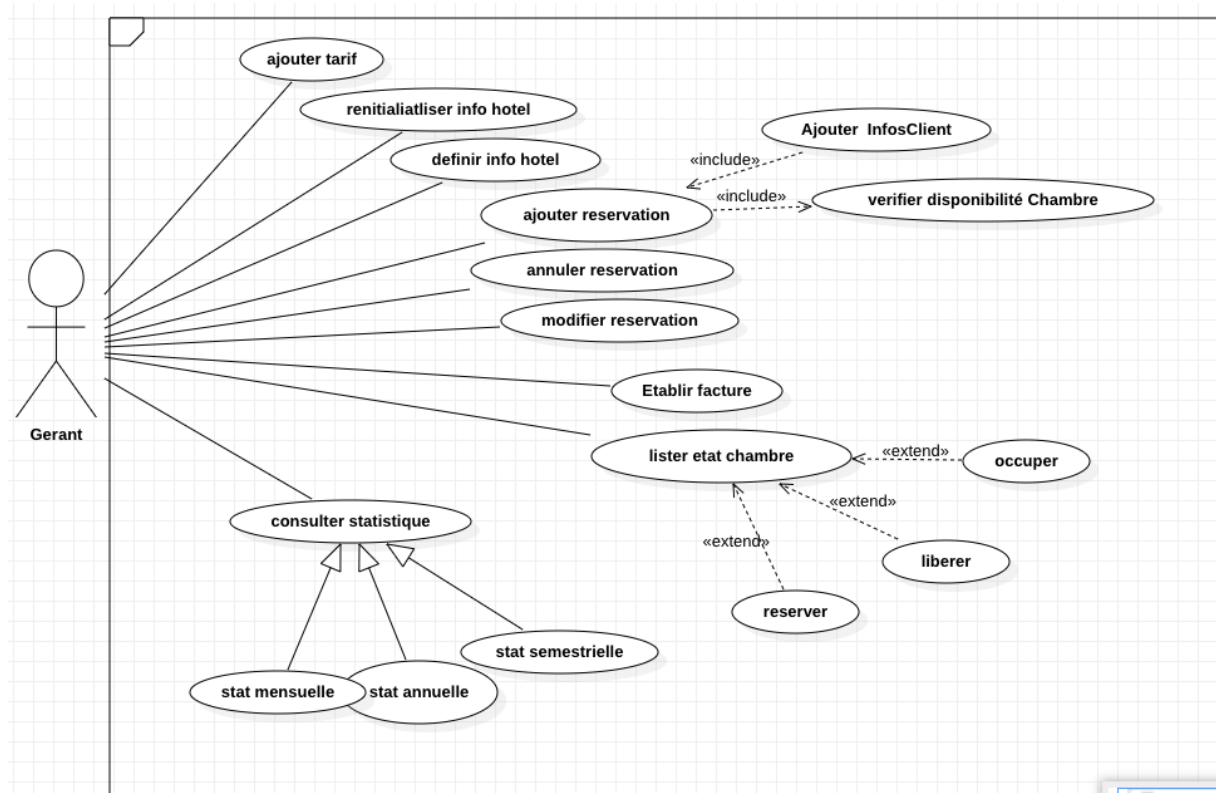 ajouter tarif
renitialiatliser info hotel
definir info hotel
Ajouter InfosClient
«include»
«include»
verifier disponibilité Chambre
ajouter reservation
annuler reservation
modifier reservation
Etablir facture
Gerant
lister etat chambre
«extend»
occuper
«extend»
consulter statistique
«extend»
liberer
reserver
stat semestrielle
stat mensuelle
stat annuelle